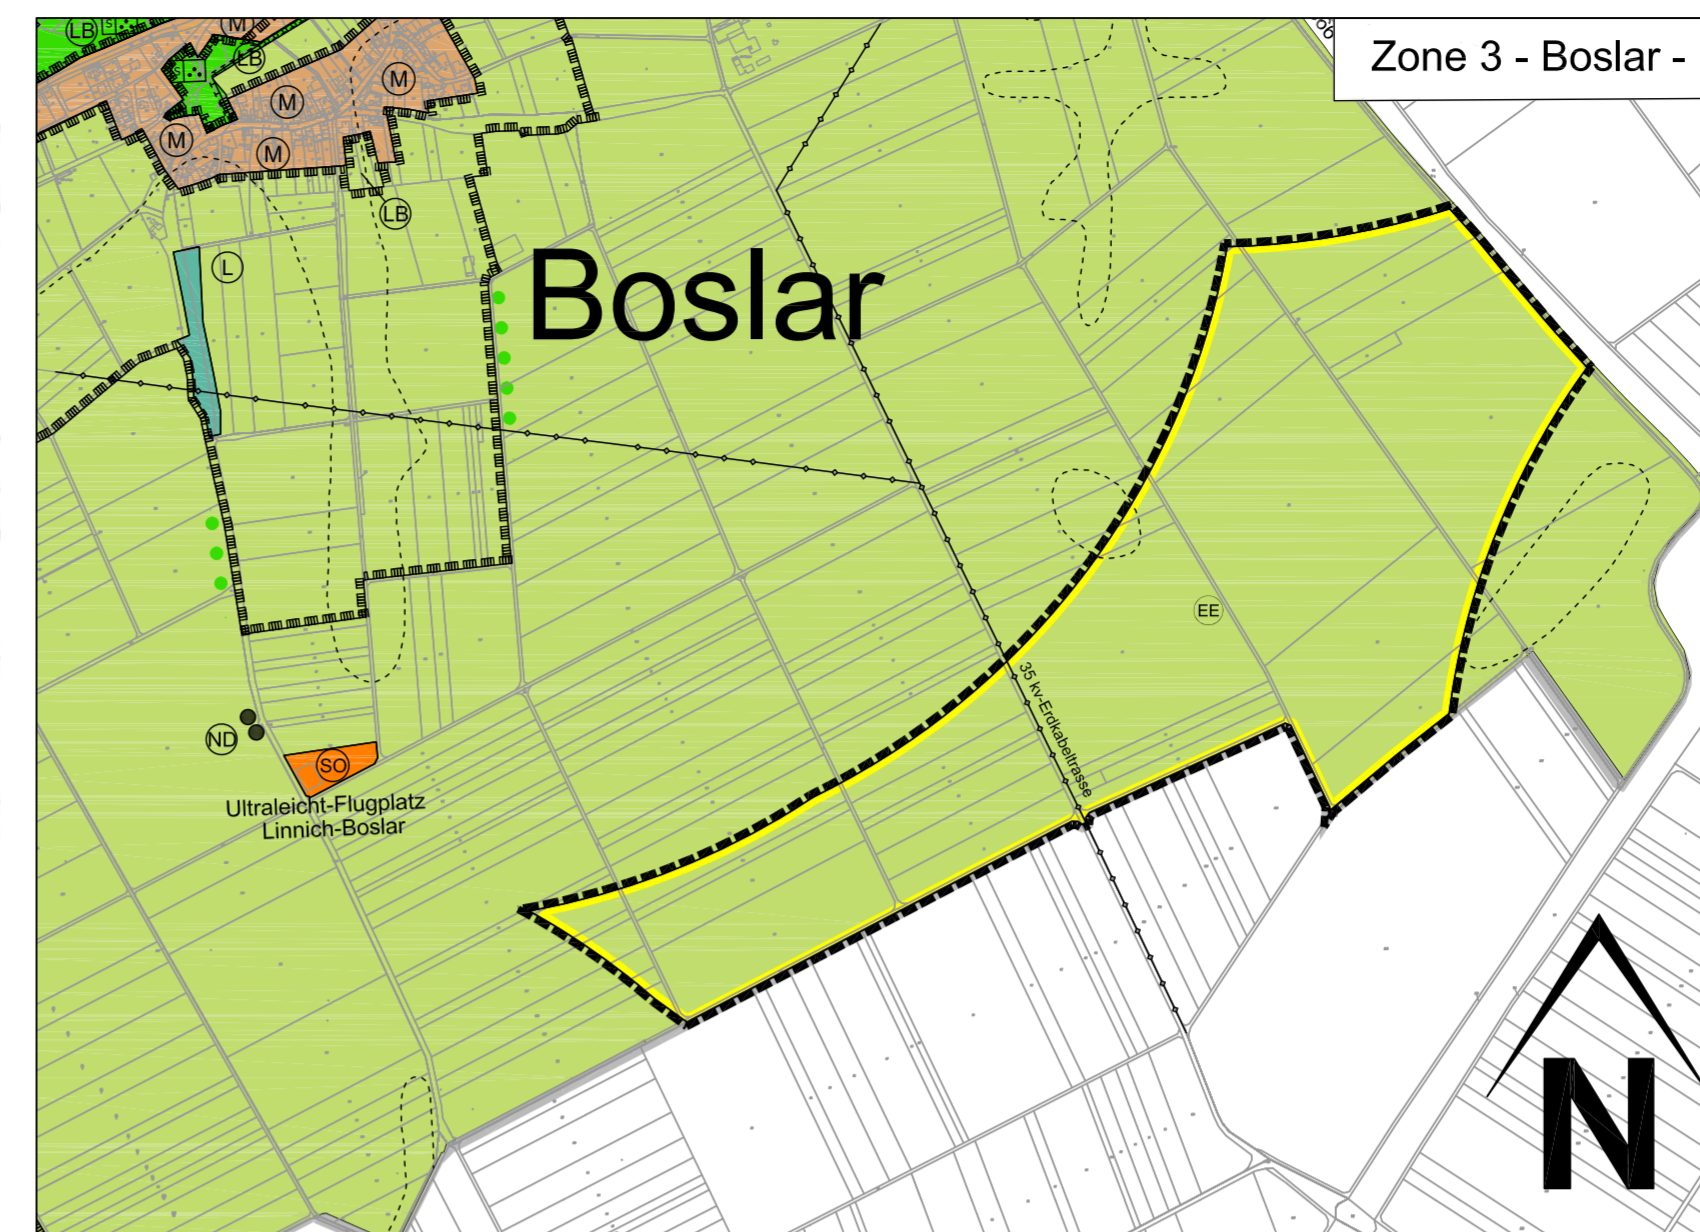 Zone 3 - Boslar -
LB
S
M
LB
S
M
M
M
M
LB
L
Boslar
EE
35 kv-Erdkabeltrasse
ND
SO
Ultraleicht-Flugplatz
Linnich-Boslar
N